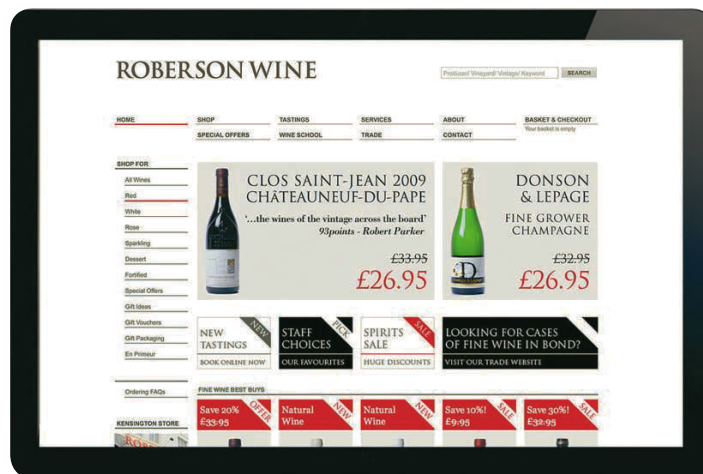 ROBERSON WINE
Producer/ Vineyard/ Vintage/ Keyword
SEARCH
HOME
SHOP
TASTINGS
SERVICES
ABOUT
BASKET & CHECKOUT
Your basket is empty
SPECIAL OFFERS
WINE SCHOOL
TRADE
CONTACT
SHOP FOR
All Wines
Red
White
Rose
Sparkling
Dessert
Fortified
Special Offers
Gift Ideas
Gift Vouchers
Gift Packaging
En Primeur
Ordering FAQs
KENSINGTON STORE
CLOS SAINT-JEAN 2009
CHÂTEAUNEUF-DU-PAPE
‘…the wines of the vintage across the board’
93points - Robert Parker
£33.95
£26.95
DONSON
& LEPAGE
FINE GROWER
CHAMPAGNE
£32.95
£26.95
NEW
TASTINGS
NEW
BOOK ONLINE NOW
STAFF
CHOICES
PICK
OUR FAVOURITES
SPIRITS
SALE
SALE
HUGE DISCOUNTS
LOOKING FOR CASES
OF FINE WINE IN BOND?
VISIT OUR TRADE WEBSITE
FINE WINE BEST BUYS
Save 20%
£33.95
OFFER
Natural
Wine
NEW
Natural
Wine
NEW
Save 10%!
£9.95
SALE
Save 30%!
£32.95
SALE